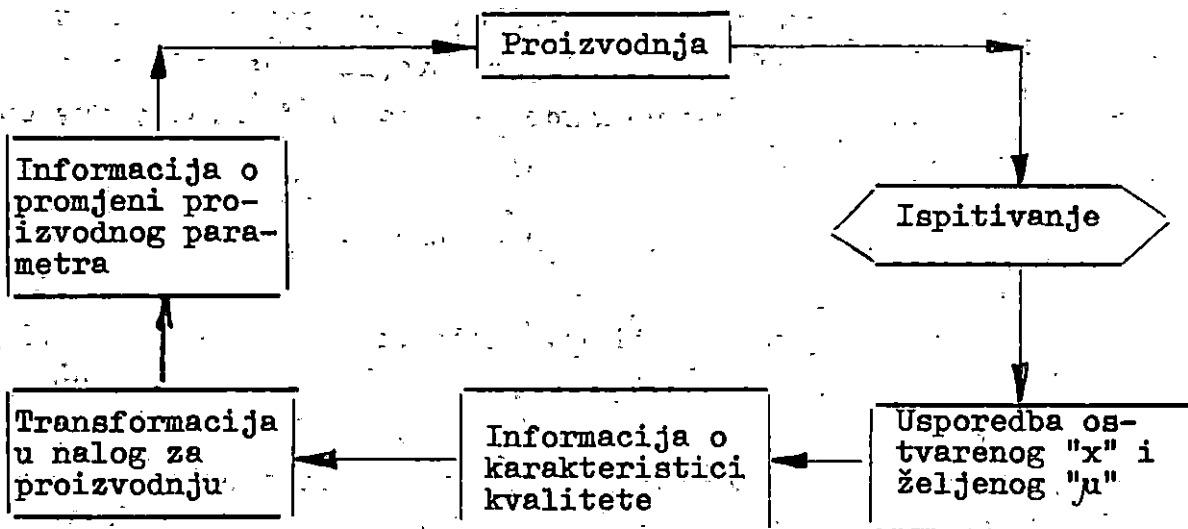 Proizvodnja
Informacija o
promjeni pro-
izvodnog para-
metra
Ispitivanje
Transformacija
u nalog za
proizvodnju
Informacija o
karakteristici
kvalitete
Usporedba os-
tvarenog "x" i
željenog "μ"